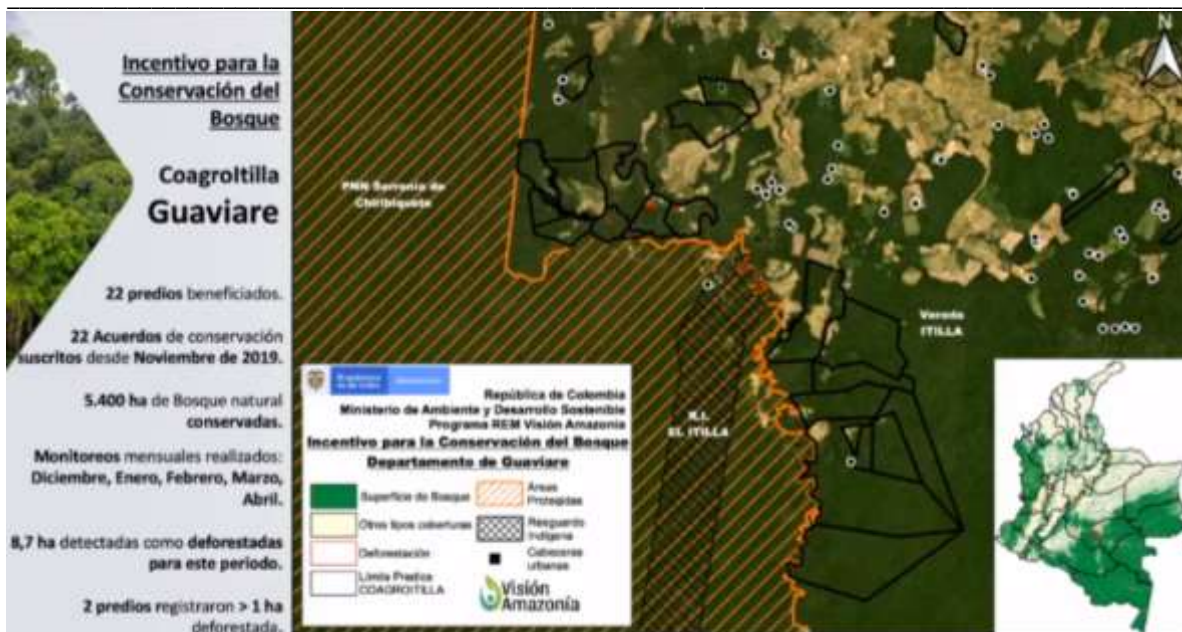 Incentivo para la
Conservación del
Bosque
CoagroItilla
Guaviare
22 predios beneficiados.
22 Acuerdos de conservación
suscritos desde Noviembre de 2019.
5.400 ha de Bosque natural
conservadas.
Monitoreos mensuales realizados:
Diciembre, Enero, Febrero, Marzo,
Abril.
8,7 ha detectadas como deforestadas
para este periodo.
2 predios registraron > 1 ha
deforestada.
N
PNN Serranía de
Chiribiquete
Vereda
ITILLA
R.I.
EL ITILLA
República de Colombia
Ministerio de Ambiente y Desarrollo Sostenible
Programa REM Visión Amazonía
Incentivo para la Conservación del Bosque
Departamento de Guaviare
Superficie de Bosque
Otros tipos coberturas
Deforestación
Límite Predios
COAGROITILLA
Áreas
Protegidas
Resguardo
Indígena
Cabeceras
urbanas
Visión
Amazonía